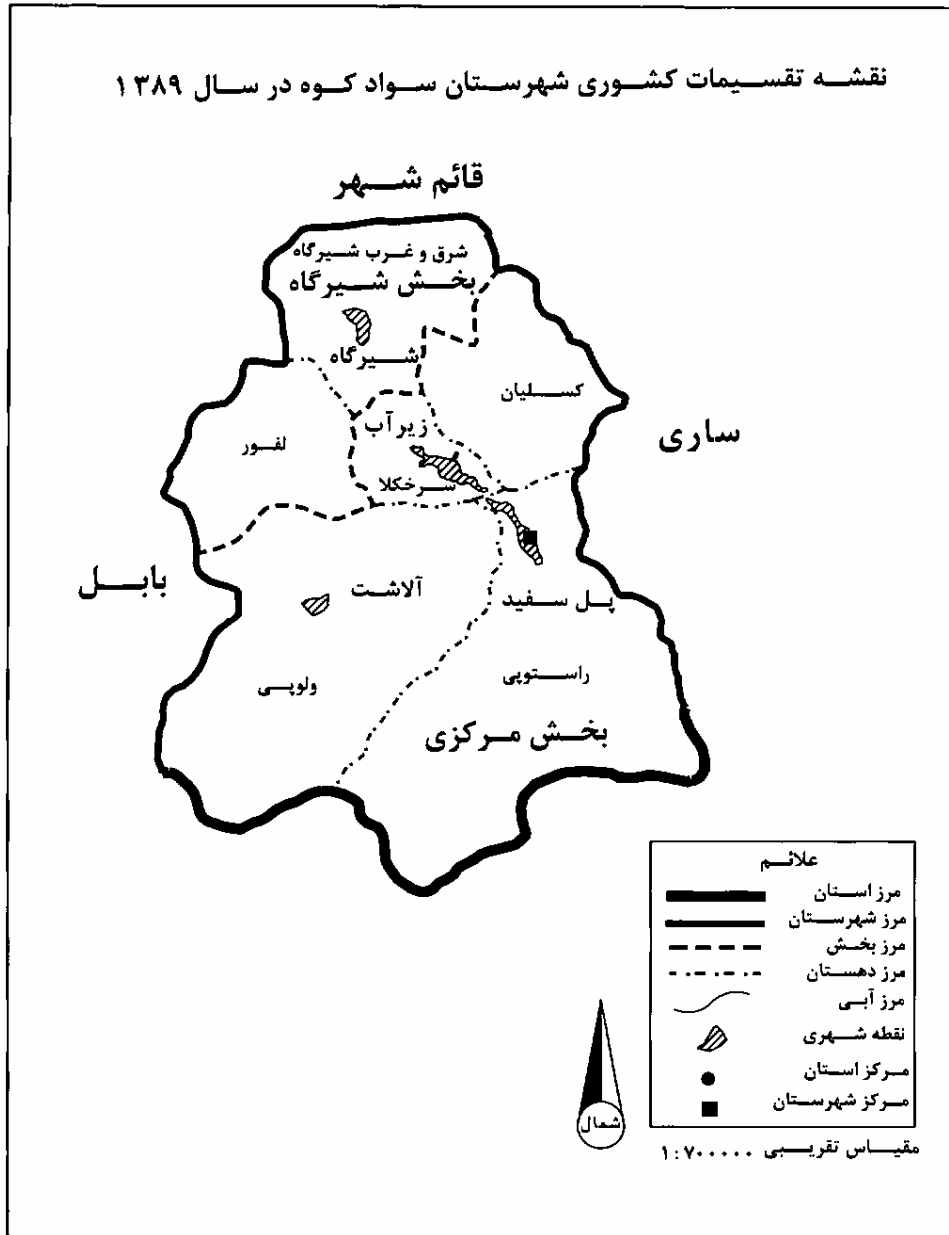 نقشه تقسیمات کشوری شهرستان سواد کوه در سال ۱۳۸۹
قائم شهر
شرق و غرب شیرگاه
بخش شیرگاه
شیرگاه
کسلیان
زیرآب
ساری
لفور
سرخکلا
بابل
آلاشت
پل سفید
راستوپی
ولوپی
بخش مرکزی
علائم
مرز استان
مرز شهرستان
مرز بخش
مرز دهستان
مرز آبی
نقطه شهری
مرکز استان
مرکز شهرستان
شمال
مقیاس تقریبی ۱:۷۰۰۰۰۰